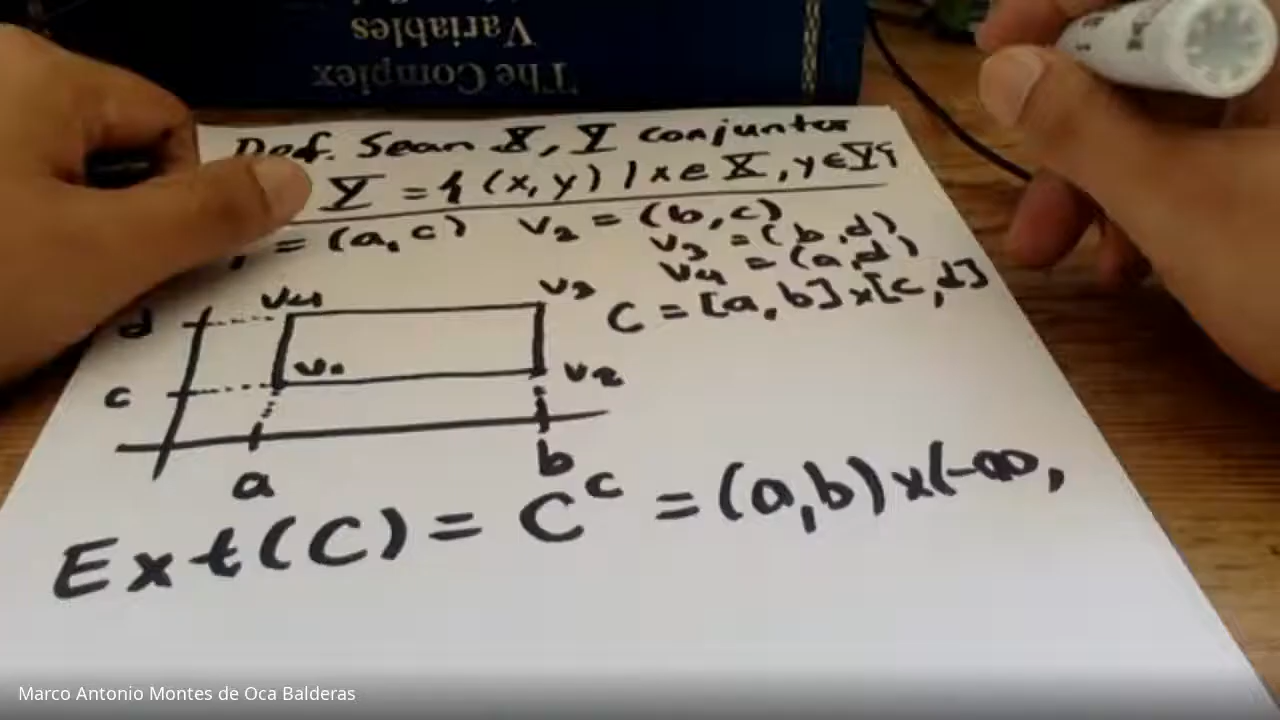 The Complex
Variables
Def. Sean X, Y conjuntos
Y = { (x, y) | x ∈ X, y ∈ Y}
= (a, c) v2 = (b, c)
v3 = (b, d)
v4 = (a, d)
C = [a, b] x [c, d]
d v4 v3
c v1 v2
a b
Ext(C) = C^c = (a, b) x (-∞,
Marco Antonio Montes de Oca Balderas